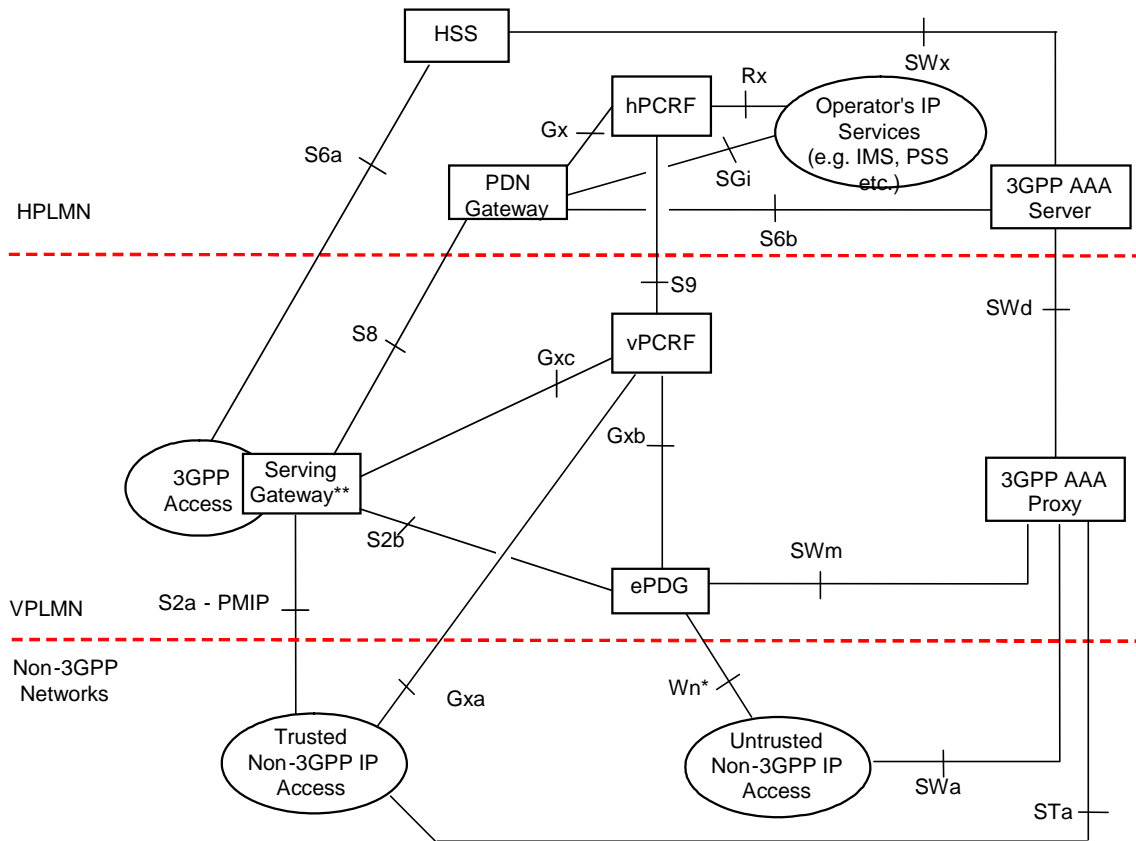 HSS
SWx
Rx
hPCRF
Operator's IP
Services
(e.g. IMS, PSS
etc.)
Gx
S6a
SGi
PDN
Gateway
3GPP AAA
Server
HPLMN
S6b
S9
SWd
S8
vPCRF
Gxc
Gxb
3GPP
Access
Serving
Gateway**
3GPP AAA
Proxy
S2b
SWm
ePDG
S2a - PMIP
VPLMN
Non-3GPP
Networks
Gxa
Wn*
Trusted
Non-3GPP IP
Access
Untrusted
Non-3GPP IP
Access
SWa
STa